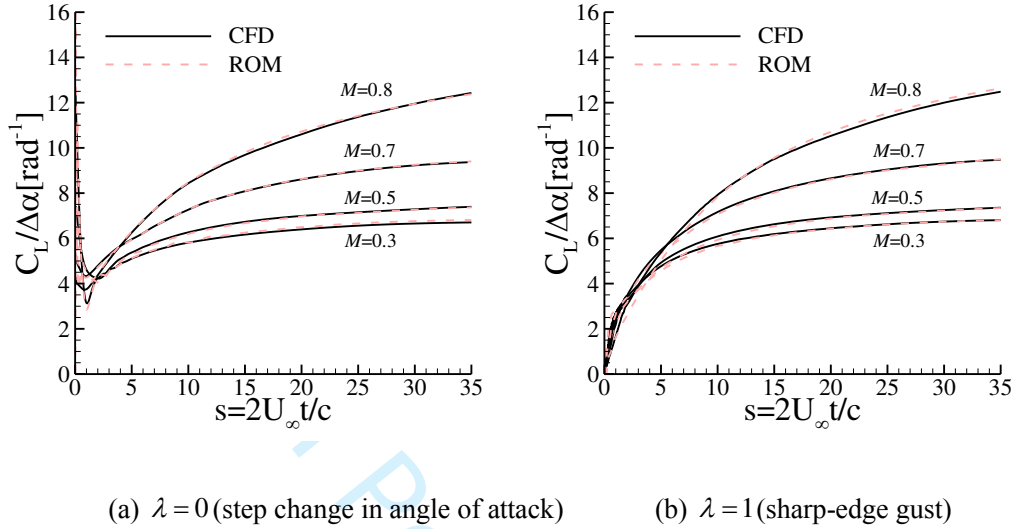 16
14
12
10
8
6
4
2
0
C_L/Δα[rad⁻¹]
CFD
ROM
M=0.8
M=0.7
M=0.5
M=0.3
0 5 10 15 20 25 30 35
s=2U_∞t/c
16
14
12
10
8
6
4
2
0
C_L/Δα[rad⁻¹]
CFD
ROM
M=0.8
M=0.7
M=0.5
M=0.3
0 5 10 15 20 25 30 35
s=2U_∞t/c
(a) λ = 0 (step change in angle of attack)
(b) λ = 1 (sharp-edge gust)